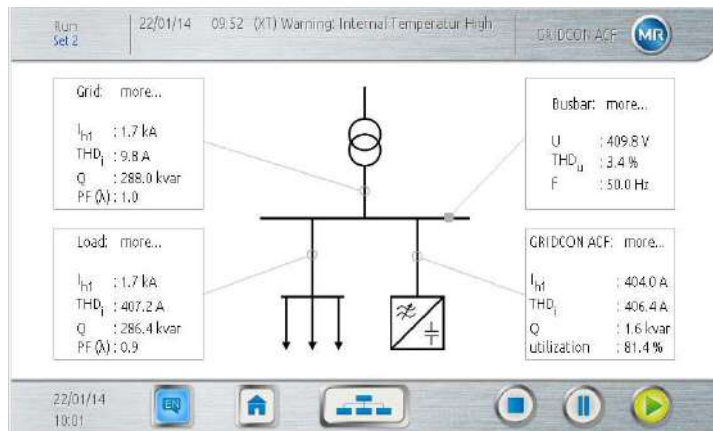 Run
Set 2
22/01/14 09:52 (XT) Warning: Internal Temperatur High
GRIDCON ACF
MR
Grid: more...
Ih1 : 1.7 kA
THDi : 9.8 A
Q : 288.0 kvar
PF (λ) : 1.0
Busbar: more...
U : 409.8 V
THDu : 3.4 %
F : 50.0 Hz
Load: more...
Ih1 : 1.7 kA
THDi : 407.2 A
Q : 286.4 kvar
PF (λ) : 0.9
GRIDCON ACF: more...
Ih1 : 404.0 A
THDi : 406.4 A
Q : 1.6 kvar
utilization : 81.4 %
22/01/14
10:01
EN